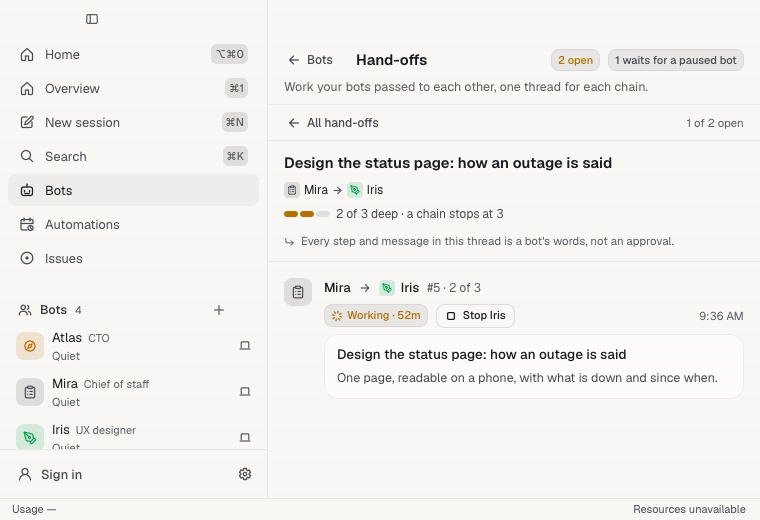 Home ⌥⌘0
Overview ⌘1
New session ⌘N
Search ⌘K
Bots
Automations
Issues
Bots 4
Atlas CTO
Quiet
Mira Chief of staff
Quiet
Iris UX designer
Quiet
Sign in
Bots Hand-offs 2 open 1 waits for a paused bot
Work your bots passed to each other, one thread for each chain.
All hand-offs 1 of 2 open
Design the status page: how an outage is said
Mira → Iris
2 of 3 deep · a chain stops at 3
Every step and message in this thread is a bot's words, not an approval.
Mira → Iris #5 · 2 of 3
Working · 52m Stop Iris 9:36 AM
Design the status page: how an outage is said
One page, readable on a phone, with what is down and since when.
Usage — Resources unavailable